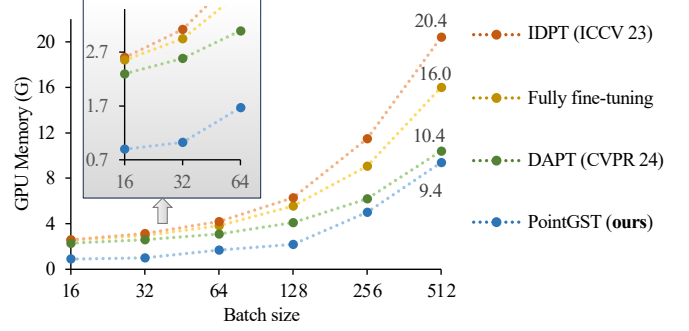 20.4
20
IDPT (ICCV 23)
2.7
16.0
16
Fully fine-tuning
GPU Memory (G)
1.7
12
10.4
0.7
DAPT (CVPR 24)
16 32 64
8
9.4
4
PointGST (ours)
0
16 32 64 128 256 512
Batch size